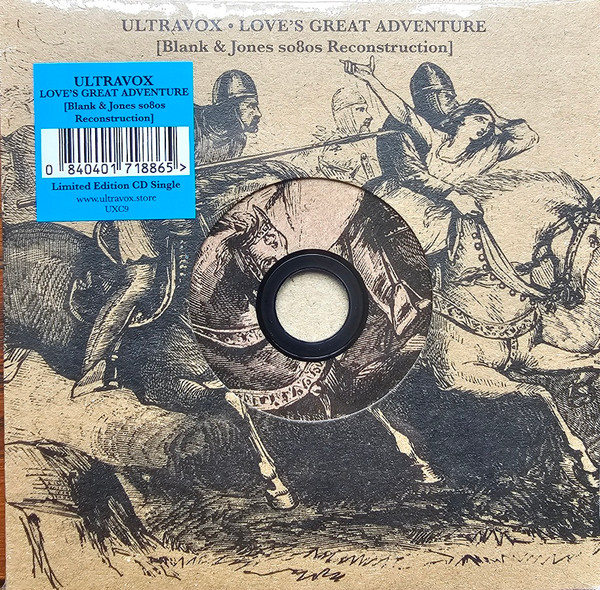 ULTRAVOX • LOVE'S GREAT ADVENTURE
[Blank & Jones so8os Reconstruction]
ULTRAVOX
LOVE'S GREAT ADVENTURE
[Blank & Jones so8os
Reconstruction]
0 840401 718865 >
Limited Edition CD Single
www.ultravox.store
UXC9